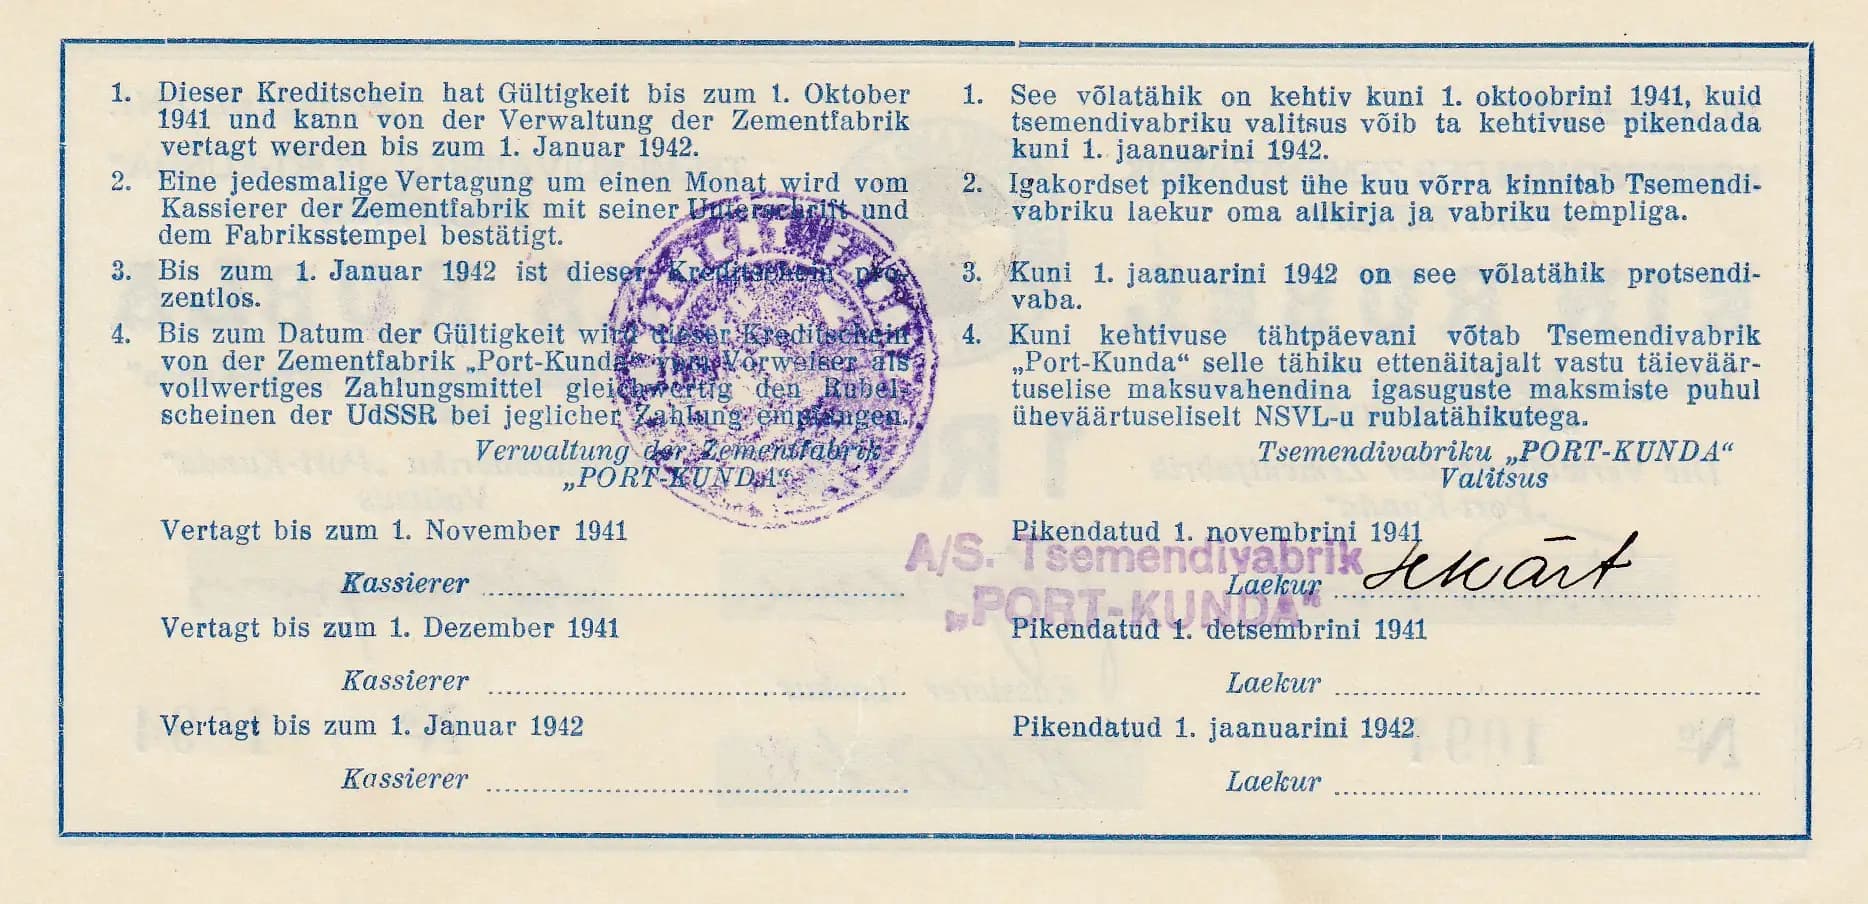 1. Dieser Kreditschein hat Gültigkeit bis zum 1. Oktober
1941 und kann von der Verwaltung der Zementfabrik
vertagt werden bis zum 1. Januar 1942.
2. Eine jedesmalige Vertagung um einen Monat wird vom
Kassierer der Zementfabrik mit seiner Unterschrift und
dem Fabriksstempel bestätigt.
3. Bis zum 1. Januar 1942 ist dieser Kreditschein pro-
zentlos.
4. Bis zum Datum der Gültigkeit wird dieser Kreditschein
von der Zementfabrik „Port-Kunda“ vom Vorweiser als
vollwertiges Zahlungsmittel gleichwertig den Rubel-
scheinen der UdSSR bei jeglicher Zahlung empfangen.
Verwaltung der Zementfabrik
„PORT-KUNDA“
Vertagt bis zum 1. November 1941
Kassierer
Vertagt bis zum 1. Dezember 1941
Kassierer
Vertagt bis zum 1. Januar 1942
Kassierer
1. See võlatähik on kehtiv kuni 1. oktoobrini 1941, kuid
tsemendivabriku valitsus võib ta kehtivuse pikendada
kuni 1. jaanuarini 1942.
2. Igakordset pikendust ühe kuu võrra kinnitab Tsemendi-
vabriku laekur oma allkirja ja vabriku templiga.
3. Kuni 1. jaanuarini 1942 on see võlatähik protsendi-
vaba.
4. Kuni kehtivuse tähtpäevani võtab Tsemendivabrik
„Port-Kunda“ selle tähiku ettenäitajalt vastu täieväär-
tuselise maksuvahendina igasuguste maksmiste puhul
üheväärtuseliselt NSVL-u rublatähikutega.
Tsemendivabriku „PORT-KUNDA“
Valitsus
Pikendatud 1. novembrini 1941
A/S. Tsemendivabrik
„PORT-KUNDA“
Laekur
Pikendatud 1. detsembrini 1941
Laekur
Pikendatud 1. jaanuarini 1942
Laekur